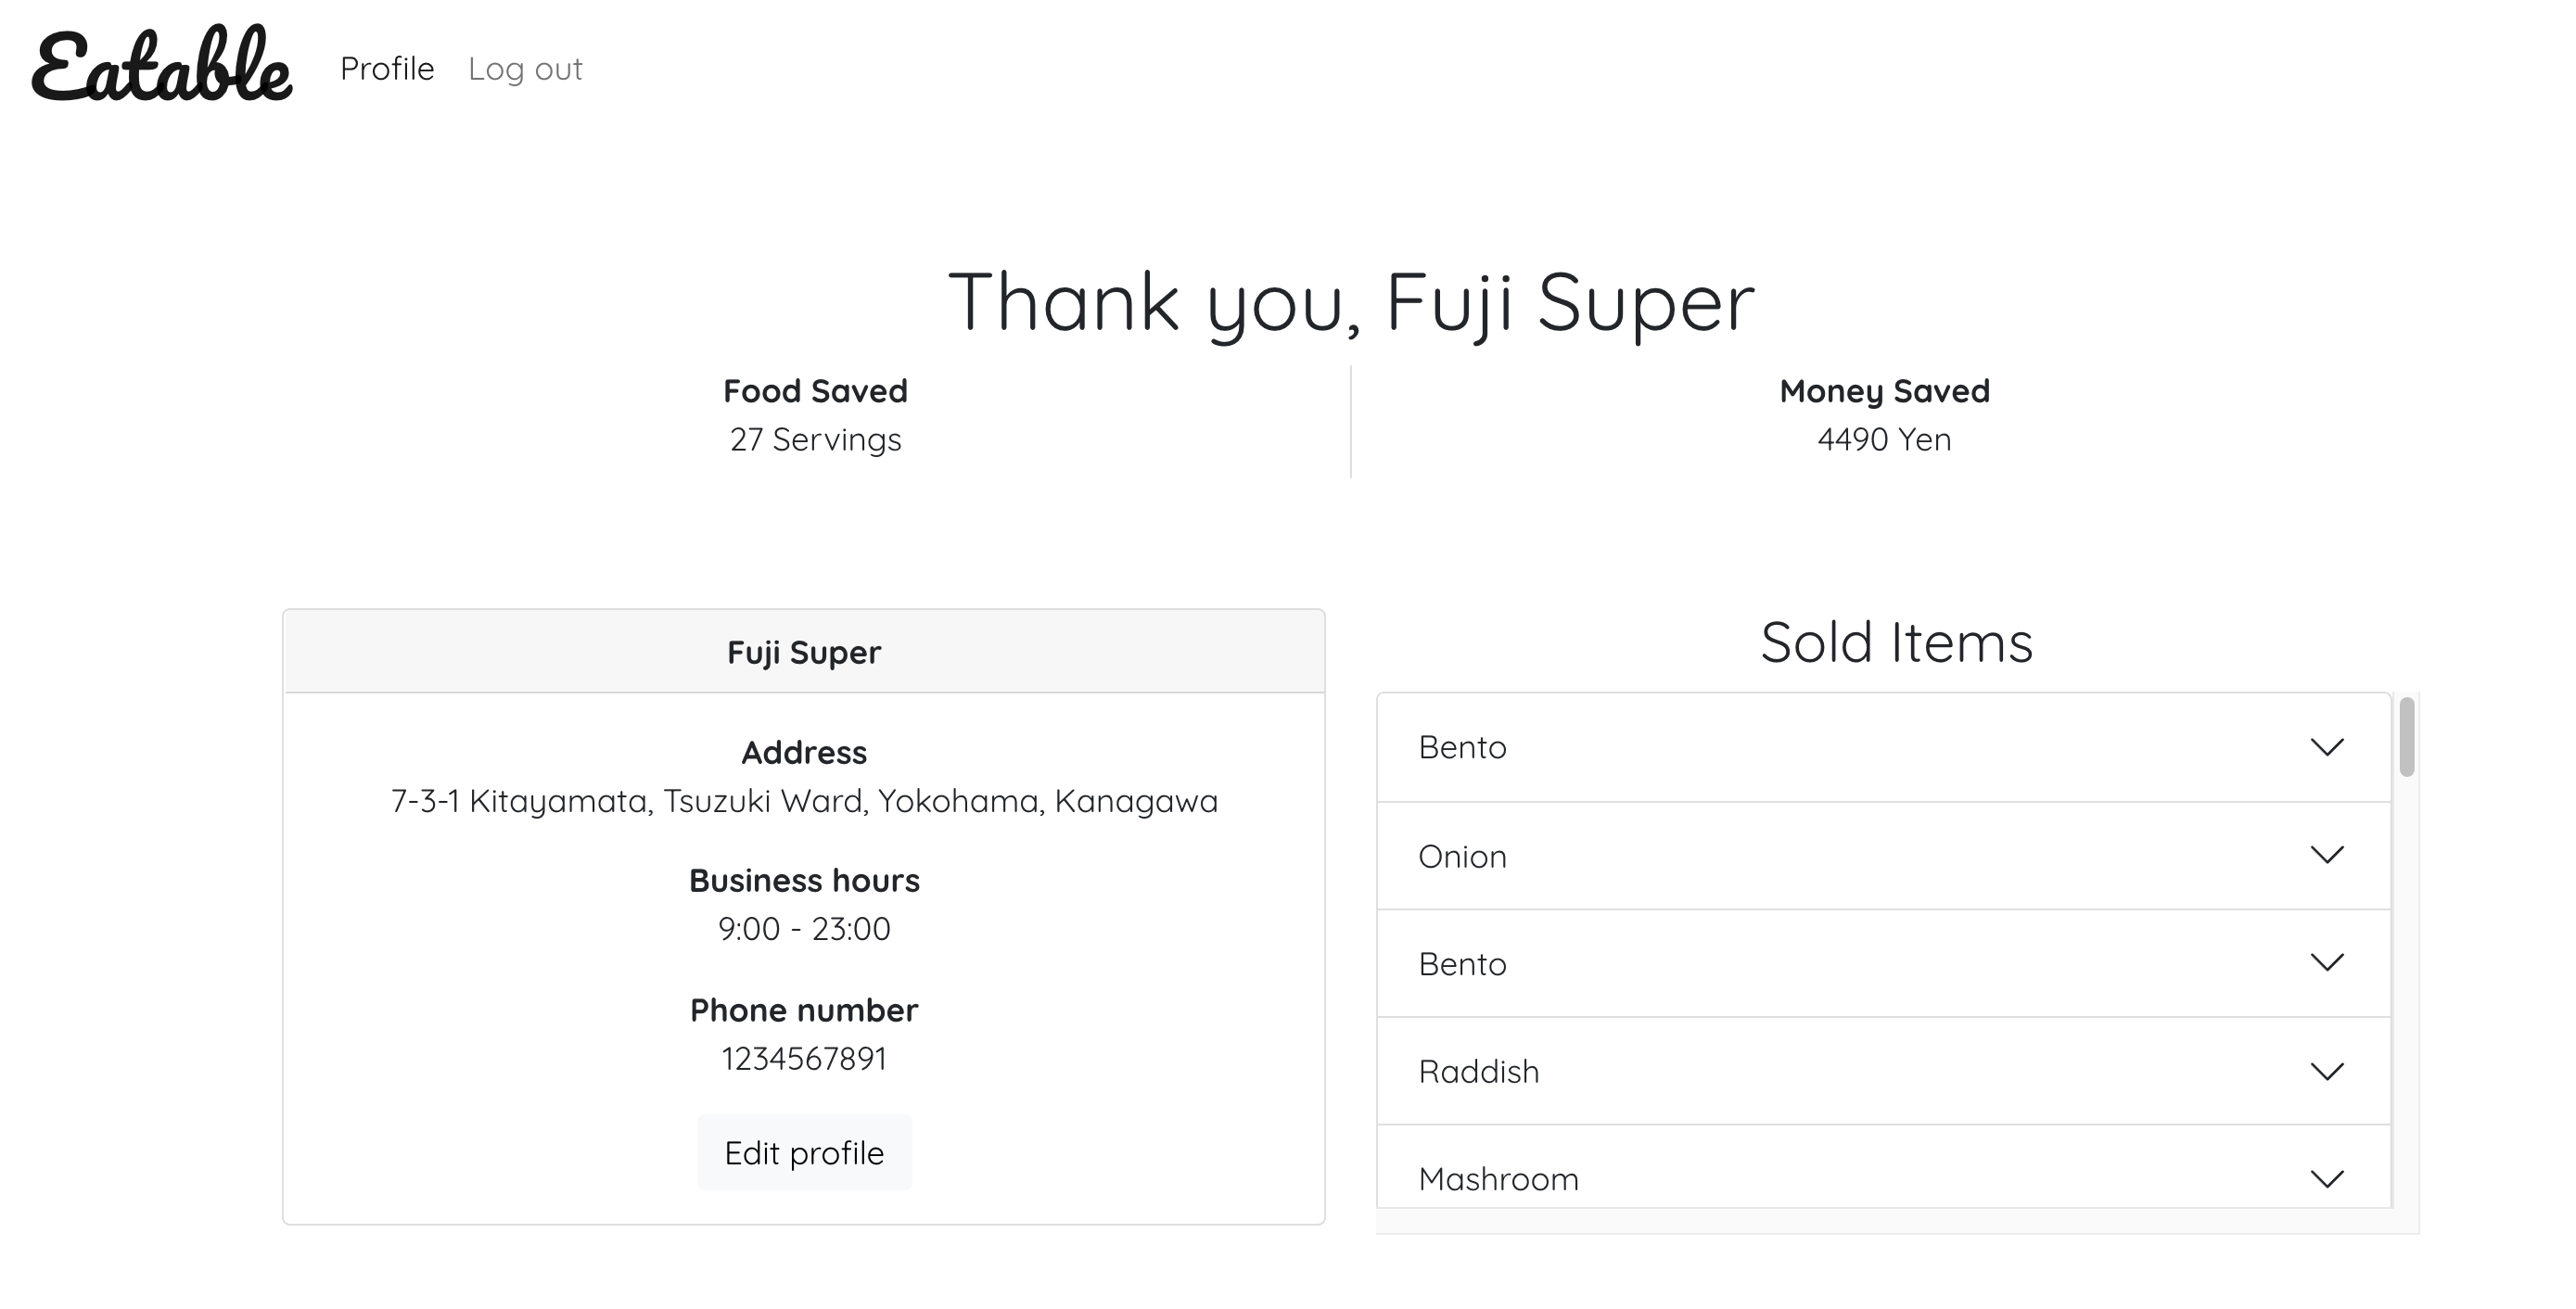 Eatable Profile Log out
Thank you, Fuji Super
Food Saved
27 Servings
Money Saved
4490 Yen
Fuji Super
Address
7-3-1 Kitayamata, Tsuzuki Ward, Yokohama, Kanagawa
Business hours
9:00 - 23:00
Phone number
1234567891
Edit profile
Sold Items
Bento
Onion
Bento
Raddish
Mashroom